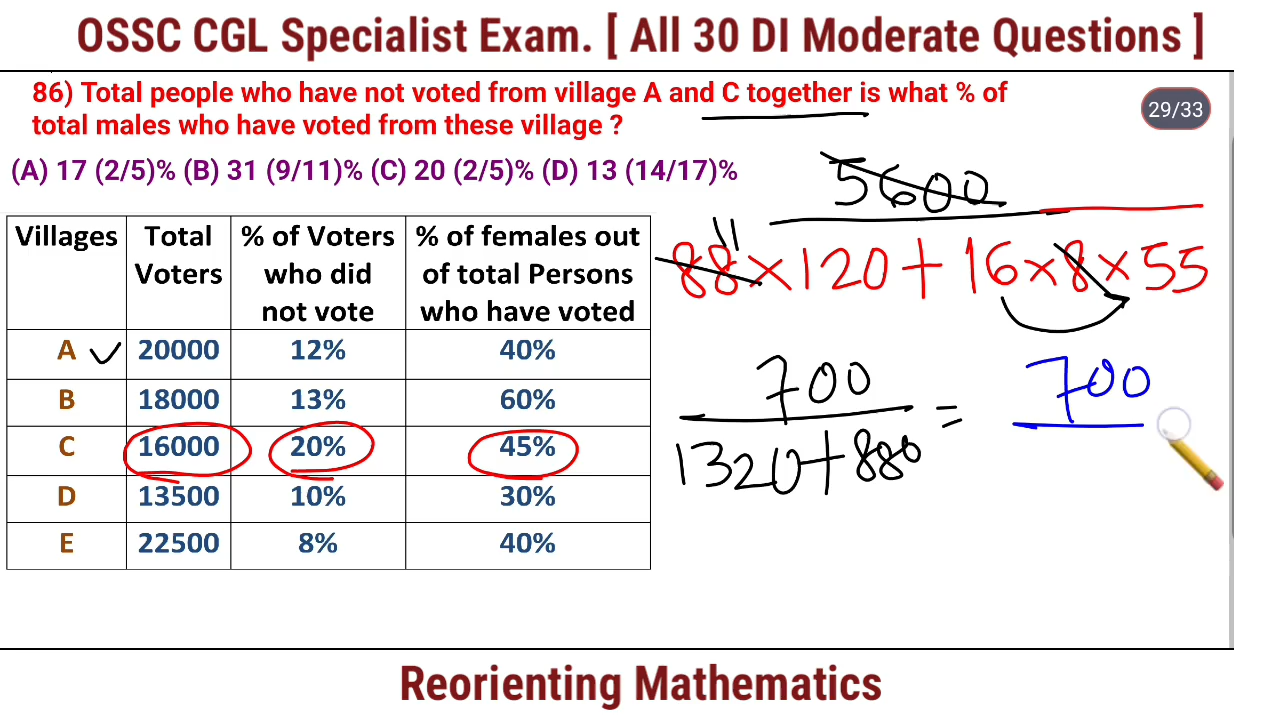 OSSC CGL Specialist Exam. [ All 30 DI Moderate Questions ]
86) Total people who have not voted from village A and C together is what % of
total males who have voted from these village ?
29/33
(A) 17 (2/5)% (B) 31 (9/11)% (C) 20 (2/5)% (D) 13 (14/17)%
Villages Total Voters % of Voters who did not vote % of females out of total Persons who have voted
A 20000 12% 40%
B 18000 13% 60%
C 16000 20% 45%
D 13500 10% 30%
E 22500 8% 40%
5600
11
88×120+16×8×55
700
1320+880
=
700
Reorienting Mathematics